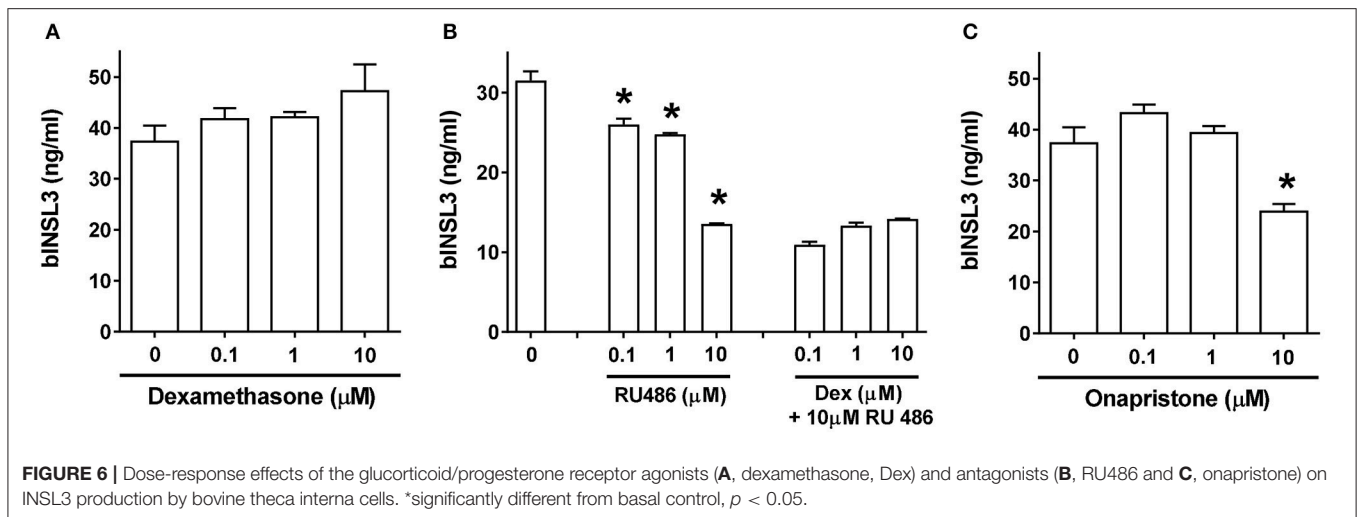 A
bINSL3 (ng/ml)
50
40
30
20
10
0
0 0.1 1 10
Dexamethasone (μM)
B
bINSL3 (ng/ml)
30
20
10
0
0 0.1 1 10 0.1 1 10
* * *
RU486 (μM)
Dex (μM)
+ 10μM RU 486
C
bINSL3 (ng/ml)
50
40
30
20
10
0
*
0 0.1 1 10
Onapristone (μM)
FIGURE 6 | Dose-response effects of the glucorticoid/progesterone receptor agonists (A, dexamethasone, Dex) and antagonists (B, RU486 and C, onapristone) on
INSL3 production by bovine theca interna cells. *significantly different from basal control, p < 0.05.